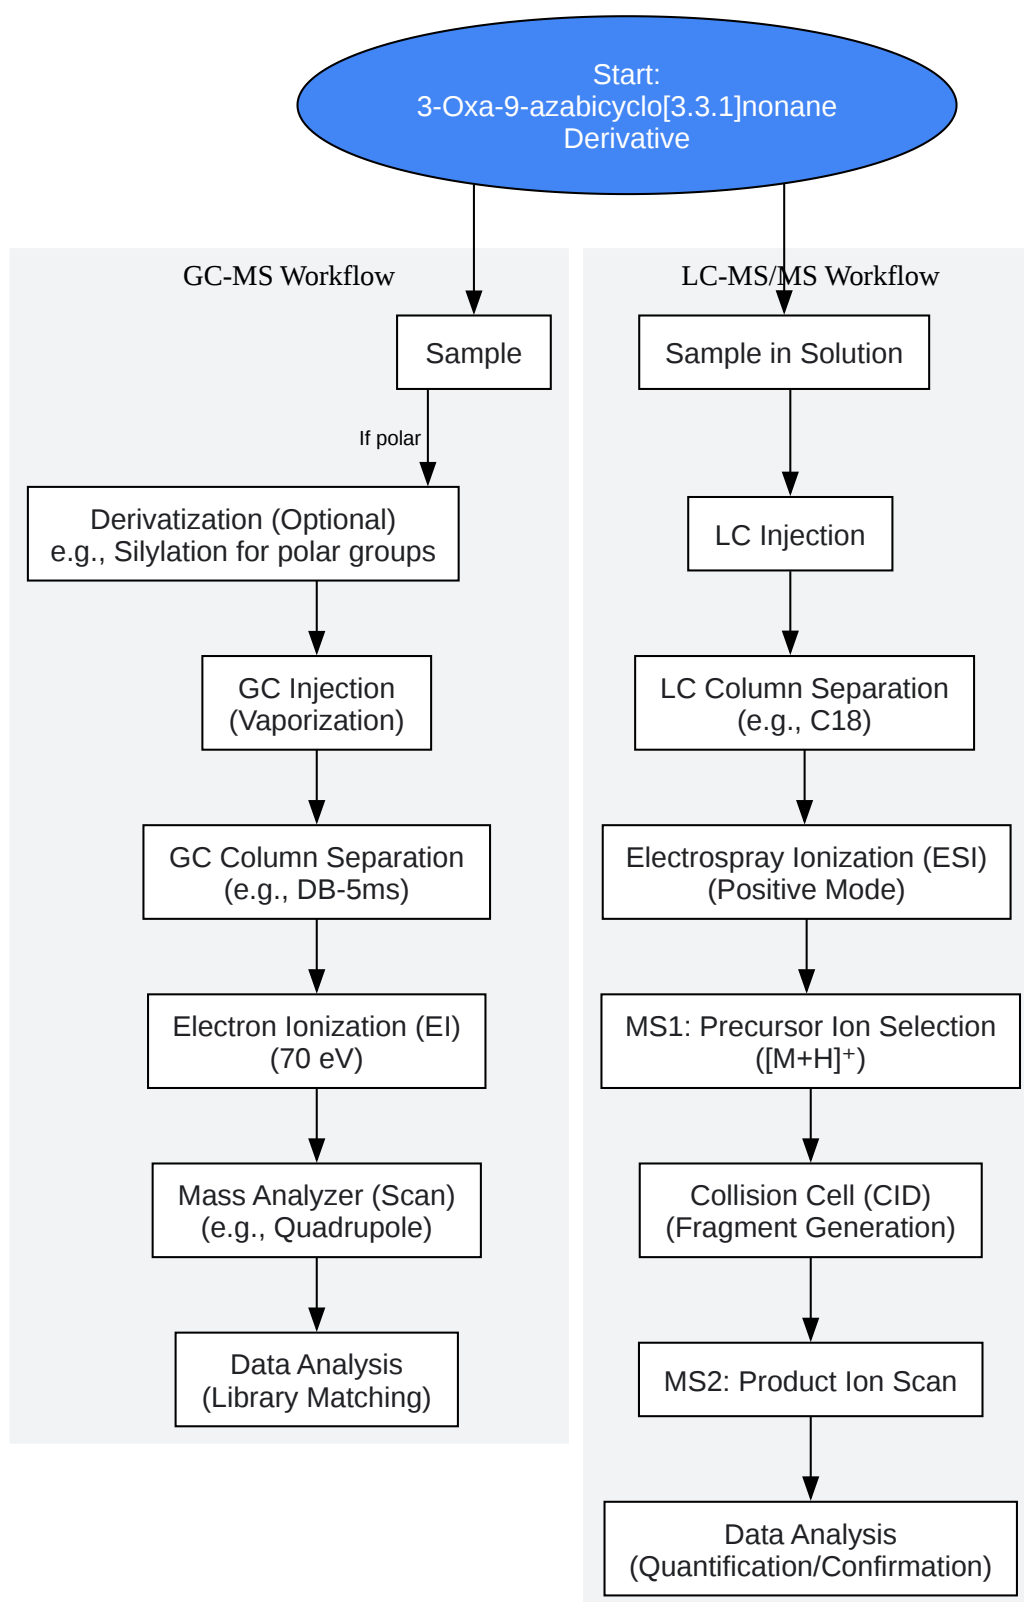 Start:
3-Oxa-9-azabicyclo[3.3.1]nonane
Derivative
GC-MS Workflow
Sample
If polar
Derivatization (Optional)
e.g., Silylation for polar groups
GC Injection
(Vaporization)
GC Column Separation
(e.g., DB-5ms)
Electron Ionization (EI)
(70 eV)
Mass Analyzer (Scan)
(e.g., Quadrupole)
Data Analysis
(Library Matching)
LC-MS/MS Workflow
Sample in Solution
LC Injection
LC Column Separation
(e.g., C18)
Electrospray Ionization (ESI)
(Positive Mode)
MS1: Precursor Ion Selection
([M+H]⁺)
Collision Cell (CID)
(Fragment Generation)
MS2: Product Ion Scan
Data Analysis
(Quantification/Confirmation)